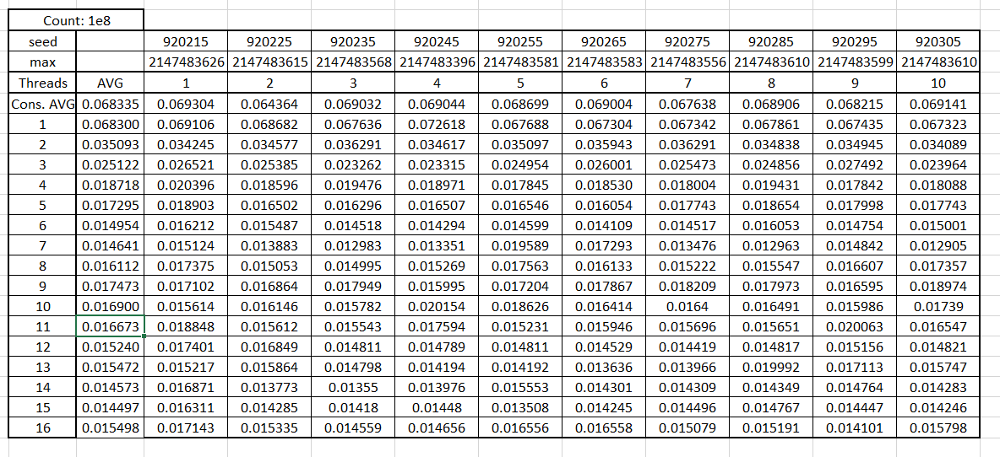 Count: 1e8
seed 920215 920225 920235 920245 920255 920265 920275 920285 920295 920305
max 2147483626 2147483615 2147483568 2147483396 2147483581 2147483583 2147483556 2147483610 2147483599 2147483610
Threads AVG 1 2 3 4 5 6 7 8 9 10
Cons. AVG 0.068335 0.069304 0.064364 0.069032 0.069044 0.068699 0.069004 0.067638 0.068906 0.068215 0.069141
1 0.068300 0.069106 0.068682 0.067636 0.072618 0.067688 0.067304 0.067342 0.067861 0.067435 0.067323
2 0.035093 0.034245 0.034577 0.036291 0.034617 0.035097 0.035943 0.036291 0.034838 0.034945 0.034089
3 0.025122 0.026521 0.025385 0.023262 0.023315 0.024954 0.026001 0.025473 0.024856 0.027492 0.023964
4 0.018718 0.020396 0.018596 0.019476 0.018971 0.017845 0.018530 0.018004 0.019431 0.017842 0.018088
5 0.017295 0.018903 0.016502 0.016296 0.016507 0.016546 0.016054 0.017743 0.018654 0.017998 0.017743
6 0.014954 0.016212 0.015487 0.014518 0.014294 0.014599 0.014109 0.014517 0.016053 0.014754 0.015001
7 0.014641 0.015124 0.013883 0.012983 0.013351 0.019589 0.017293 0.013476 0.012963 0.014842 0.012905
8 0.016112 0.017375 0.015053 0.014995 0.015269 0.017563 0.016133 0.015222 0.015547 0.016607 0.017357
9 0.017473 0.017102 0.016864 0.017949 0.015995 0.017204 0.017867 0.018209 0.017973 0.016595 0.018974
10 0.016900 0.015614 0.016146 0.015782 0.020154 0.018626 0.016414 0.0164 0.016491 0.015986 0.01739
11 0.016673 0.018848 0.015612 0.015543 0.017594 0.015231 0.015946 0.015696 0.015651 0.020063 0.016547
12 0.015240 0.017401 0.016849 0.014811 0.014789 0.014811 0.014529 0.014419 0.014817 0.015156 0.014821
13 0.015472 0.015217 0.015864 0.014798 0.014194 0.014192 0.013636 0.013966 0.019992 0.017113 0.015747
14 0.014573 0.016871 0.013773 0.01355 0.013976 0.015553 0.014301 0.014309 0.014349 0.014764 0.014283
15 0.014497 0.016311 0.014285 0.01418 0.01448 0.013508 0.014245 0.014496 0.014767 0.014447 0.014246
16 0.015498 0.017143 0.015335 0.014559 0.014656 0.016556 0.016558 0.015079 0.015191 0.014101 0.015798